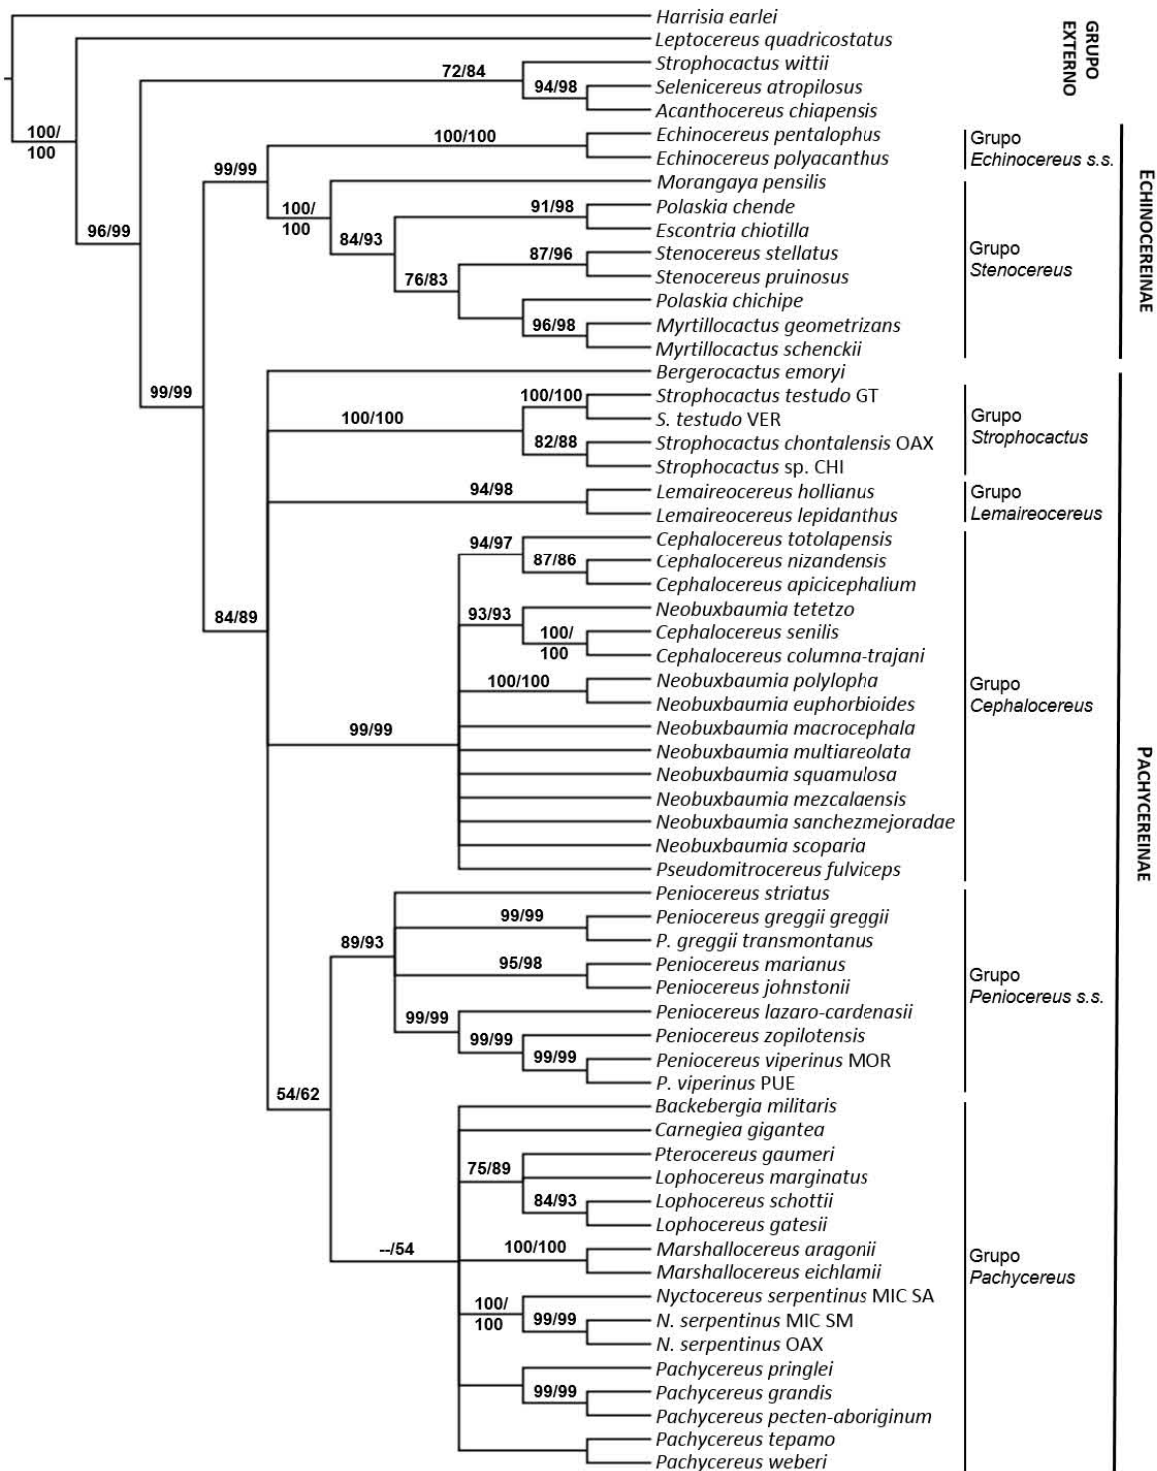 Harrisia earlei
Leptocereus quadricostatus
Strophocactus wittii
72/84
Selenicereus atropilosus
94/98
Acanthocereus chiapensis
GRUPO
EXTERNO
100/
100
Echinocereus pentalophus
100/100
Echinocereus polyacanthus
Grupo
Echinocereus s.s.
99/99
Morangaya pensilis
100/
100
Polaskia chende
91/98
Escontria chiotilla
84/93
96/99
Stenocereus stellatus
87/96
Stenocereus pruinosus
76/83
Polaskia chichipe
Myrtillocactus geometrizans
96/98
Myrtillocactus schenckii
Grupo
Stenocereus
ECHINOCEREINAE
99/99
Bergerocactus emoryi
Strophocactus testudo GT
100/100
S. testudo VER
100/100
Strophocactus chontalensis OAX
82/88
Strophocactus sp. CHI
Grupo
Strophocactus
Lemaireocereus hollianus
94/98
Lemaireocereus lepidanthus
Grupo
Lemaireocereus
Cephalocereus totolapensis
94/97
Cephalocereus nizandensis
87/86
Cephalocereus apicicephalium
84/89
Neobuxbaumia tetetzo
93/93
Cephalocereus senilis
100/
100
Cephalocereus columna-trajani
Neobuxbaumia polylopha
100/100
Neobuxbaumia euphorbioides
Neobuxbaumia macrocephala
99/99
Neobuxbaumia multiareolata
Neobuxbaumia squamulosa
Neobuxbaumia mezcalaensis
Neobuxbaumia sanchezmejoradae
Neobuxbaumia scoparia
Pseudomitrocereus fulviceps
Grupo
Cephalocereus
PACHYCEREINAE
Peniocereus striatus
Peniocereus greggii greggii
99/99
P. greggii transmontanus
89/93
Peniocereus marianus
95/98
Peniocereus johnstonii
Peniocereus lazaro-cardenasii
99/99
Peniocereus zopilotensis
99/99
Peniocereus viperinus MOR
99/99
P. viperinus PUE
Grupo
Peniocereus s.s.
54/62
Backebergia militaris
Carnegiea gigantea
Pterocereus gaumeri
75/89
Lophocereus marginatus
Lophocereus schottii
84/93
Lophocereus gatesii
--/54
Marshallocereus aragonii
100/100
Marshallocereus eichlamii
Nyctocereus serpentinus MIC SA
100/
100
N. serpentinus MIC SM
99/99
N. serpentinus OAX
Pachycereus pringlei
Pachycereus grandis
99/99
Pachycereus pecten-aboriginum
Pachycereus tepamo
Pachycereus weberi
Grupo
Pachycereus